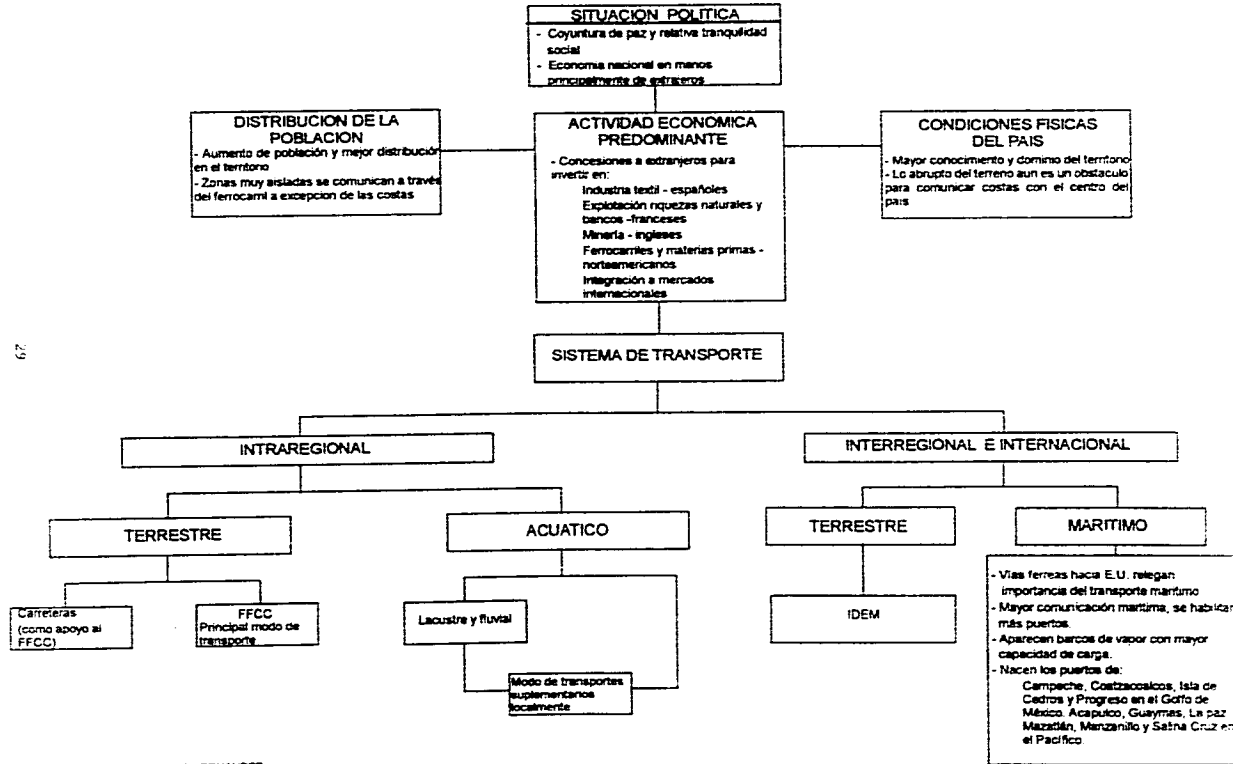 SITUACION POLITICA
- Coyuntura de paz y relativa tranquilidad
social
- Economia nacional en manos
principalmente de extrajeros
DISTRIBUCION DE LA
POBLACION
- Aumento de población y mejor distribución
en el territorio
- Zonas muy aisladas se comunican a través
del ferrocarril a excepcion de las costas
ACTIVIDAD ECONOMICA
PREDOMINANTE
- Concesiones a extranjeros para
invertir en:
Industria textil - españoles
Explotación riquezas naturales y
bancos -franceses
Minería - ingleses
Ferrocarriles y materias primas -
norteamericanos
Integración a mercados
internacionales
CONDICIONES FISICAS
DEL PAIS
- Mayor conocimiento y dominio del territorio
- Lo abrupto del terreno aun es un obstáculo
para comunicar costas con el centro del
país
29
SISTEMA DE TRANSPORTE
INTRAREGIONAL
INTERREGIONAL E INTERNACIONAL
TERRESTRE
ACUATICO
TERRESTRE
MARITIMO
Carreteras
(como apoyo al
FFCC)
FFCC
Principal modo de
transporte
Lacustre y fluvial
Modo de transportes
suplementarios
localmente
IDEM
- Vías ferreas hacia E.U. relegan
importancia del transporte marítimo
- Mayor comunicación marítima, se habilitan
más puertos.
- Aparecen barcos de vapor con mayor
capacidad de carga.
- Nacen los puertos de:
Campeche, Coatzacoalcos, Isla de
Cedros y Progreso en el Golfo de
México. Acapulco, Guaymas, La paz
Mazatlán, Manzanillo y Salina Cruz en
el Pacífico.